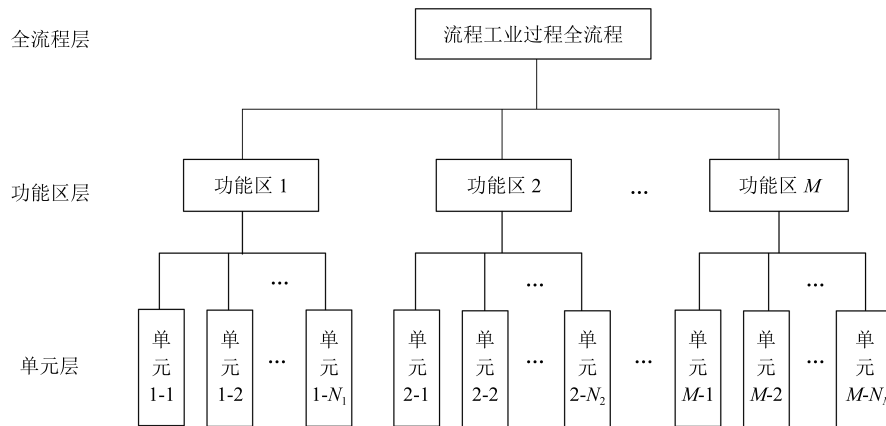 全流程层
流程工业过程全流程
功能区层
功能区 1
功能区 2
...
功能区 M
...
...
...
单元层
单元 1-1
单元 1-2
...
单元 1-N₁
单元 2-1
单元 2-2
...
单元 2-N₂
...
单元 M-1
单元 M-2
...